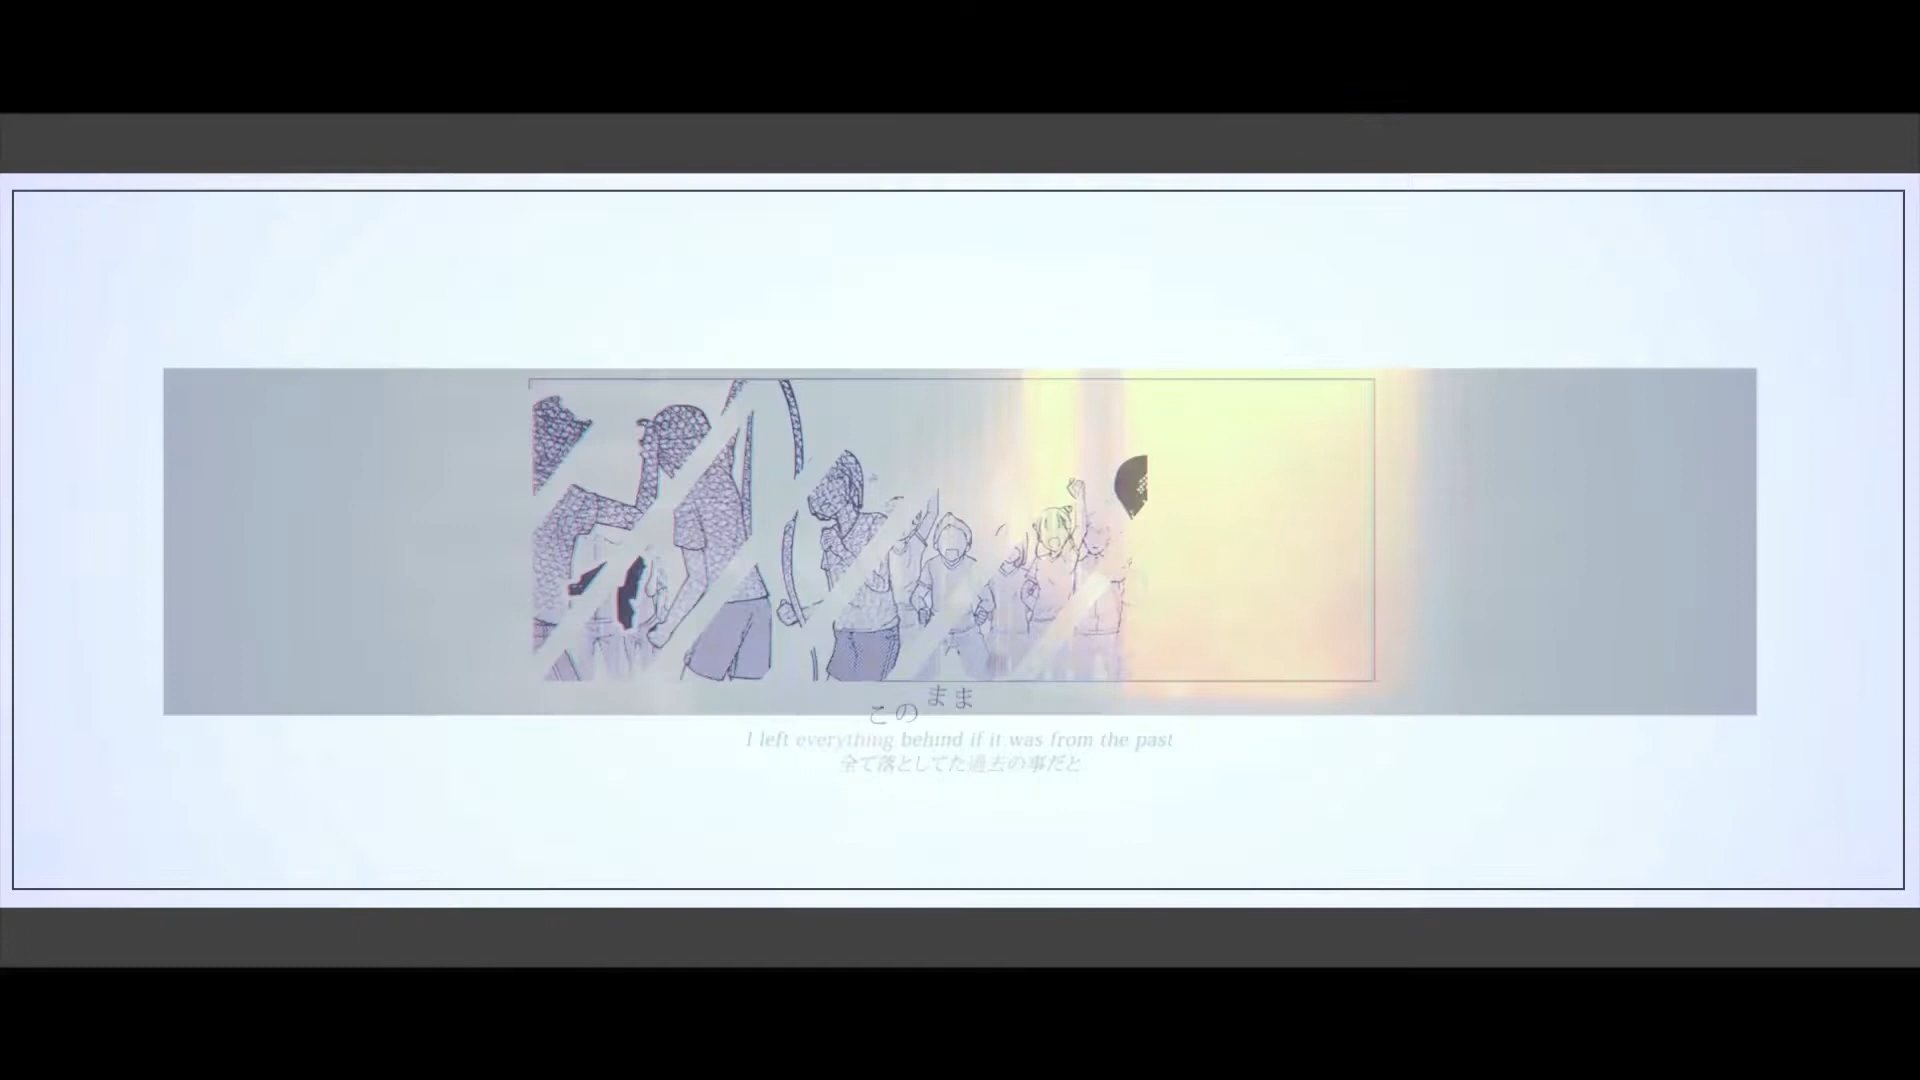 このまま
I left everything behind if it was from the past
全て落としてた過去の事だと